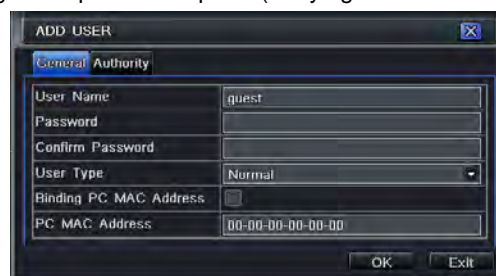 ADD USER
General Authority
User Name guest
Password
Confirm Password
User Type Normal
Binding PC MAC Address
PC MAC Address 00-00-00-00-00-00
OK Exit